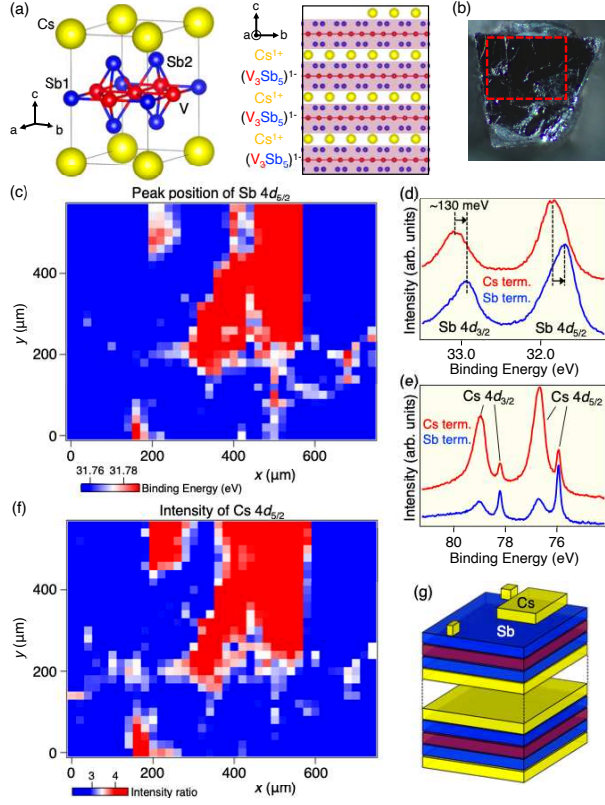 (a)
Cs
Sb1
Sb2
V
c
a
b
c
a
b
Cs¹⁺
(V₃Sb₅)¹⁻
Cs¹⁺
(V₃Sb₅)¹⁻
Cs¹⁺
(V₃Sb₅)¹⁻
Cs¹⁺
(V₃Sb₅)¹⁻
(b)
(c)
Peak position of Sb 4d₅/₂
400
200
0
y (µm)
0
200
400
600
x (µm)
31.76
31.78
Binding Energy (eV)
(d)
~130 meV
Cs term.
Sb term.
Sb 4d₃/₂
Sb 4d₅/₂
Intensity (arb. units)
33.0
32.0
Binding Energy (eV)
(e)
Cs 4d₃/₂
Cs 4d₅/₂
Cs term.
Sb term.
Intensity (arb. units)
80
78
76
Binding Energy (eV)
(f)
Intensity of Cs 4d₅/₂
400
200
0
y (µm)
0
200
400
600
x (µm)
3
4
Intensity ratio
(g)
Cs
Sb